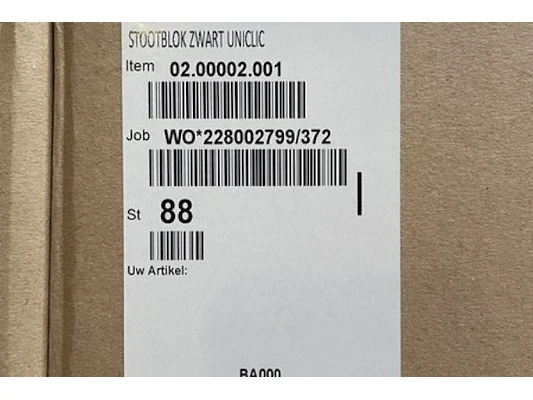 STOOTBLOK ZWART UNICLIC
Item 02.00002.001
Job WO*228002799/372
St 88
Uw Artikel:
BA000